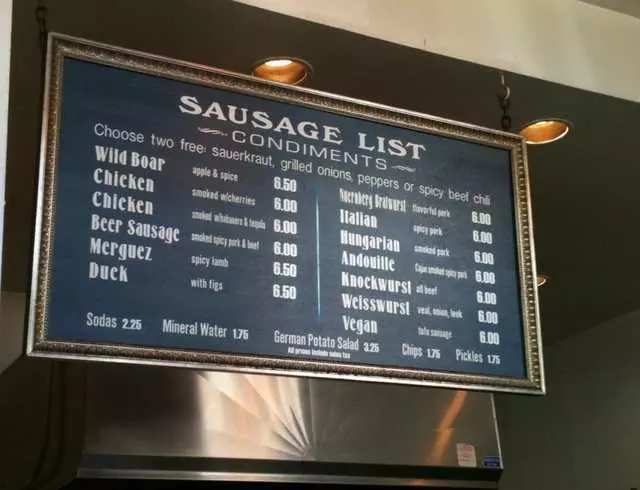 SAUSAGE LIST
CONDIMENTS
Choose two free: sauerkraut, grilled onions, peppers or spicy beef chili
Wild Boar apple & spice 6.50
Chicken smoked w/cherries 6.00
Chicken smoked w/habanero & tequila 6.00
Beer Sausage smoked spicy pork & beef 6.00
Merguez spicy lamb 6.50
Duck with figs 6.50
Nuernberg Bratwurst flavorful pork 6.00
Italian spicy pork 6.00
Hungarian smoked pork 6.00
Andouille Cajun smoked spicy pork 6.00
Knockwurst all beef 6.00
Weisswurst veal, onion, leek 6.00
Vegan tofu sausage 6.00
Sodas 2.25 Mineral Water 1.75 German Potato Salad 3.25 Chips 1.75 Pickles 1.75
All prices include sales tax